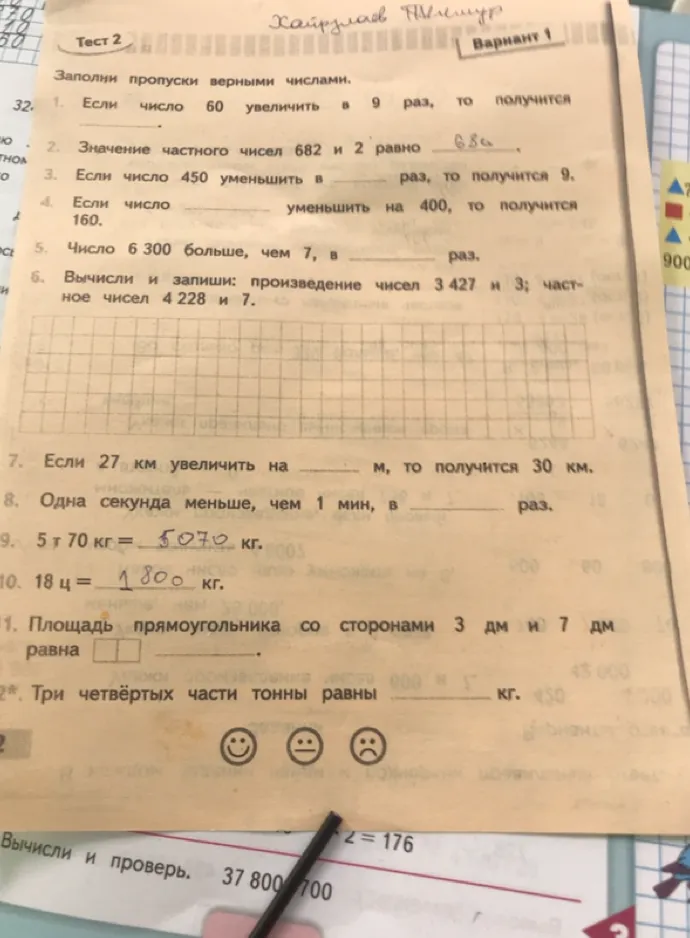 Хайрулаев
Тест 2
Вариант 1
Заполни пропуски верными числами.
1. Если число 60 увеличить в 9 раз, то получится
.
2. Значение частного чисел 682 и 2 равно 680 .
3. Если число 450 уменьшить в раз, то получится 9.
4. Если число уменьшить на 400, то получится
160.
5. Число 6 300 больше, чем 7, в раз.
6. Вычисли и запиши: произведение чисел 3 427 и 3; част-
ное чисел 4 228 и 7.
7. Если 27 км увеличить на м, то получится 30 км.
8. Одна секунда меньше, чем 1 мин, в раз.
9. 5 т 70 кг = 5070 кг.
10. 18 ц = 1800 кг.
1. Площадь прямоугольника со сторонами 3 дм и 7 дм
равна .
2*. Три четвёртых части тонны равны кг.
2 = 176
Вычисли и проверь. 37 800 700
900